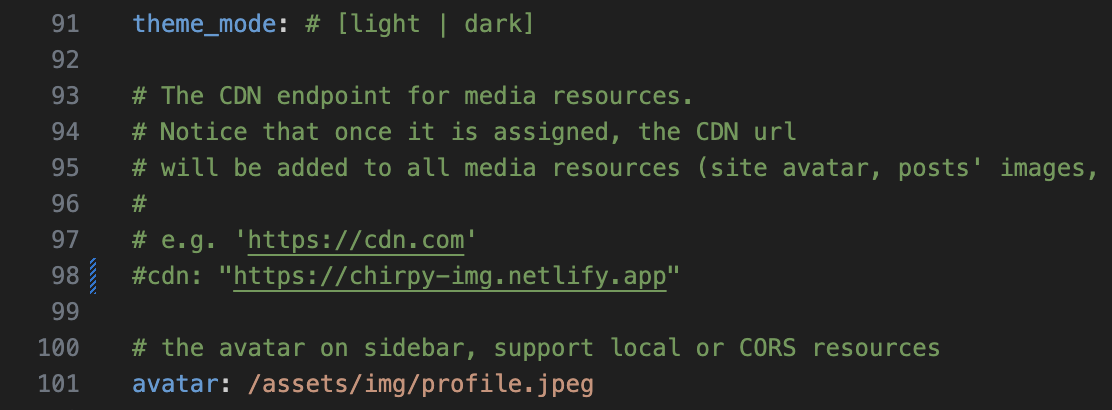 91 theme_mode: # [light | dark]
92
93 # The CDN endpoint for media resources.
94 # Notice that once it is assigned, the CDN url
95 # will be added to all media resources (site avatar, posts' images,
96 #
97 # e.g. 'https://cdn.com'
98 #cdn: "https://chirpy-img.netlify.app"
99
100 # the avatar on sidebar, support local or CORS resources
101 avatar: /assets/img/profile.jpeg